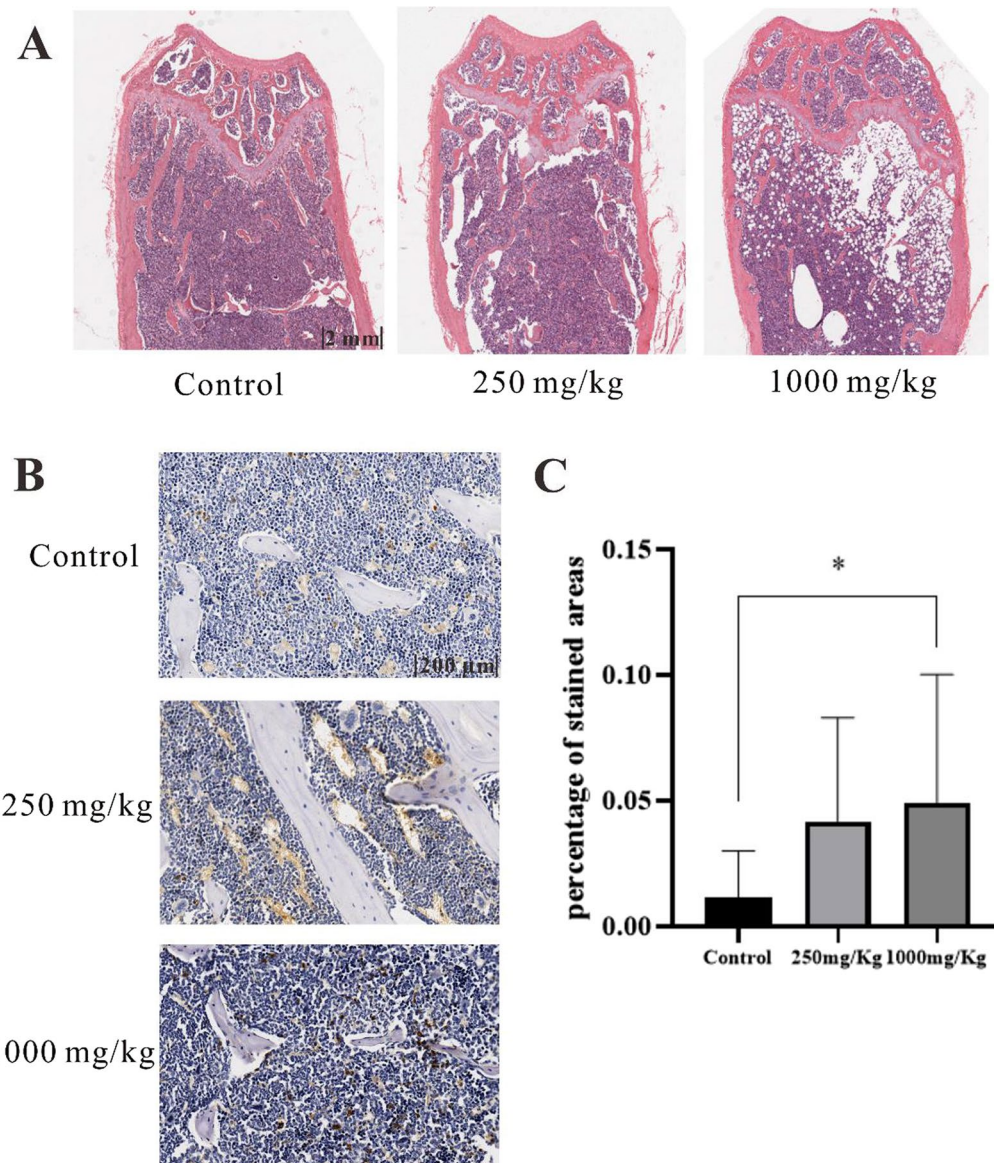 A
|2 mm|
Control
250 mg/kg
1000 mg/kg
B
Control
|200 μm|
250 mg/kg
000 mg/kg
C
percentage of stained areas
0.15
0.10
0.05
0.00
*
Control
250mg/Kg
1000mg/Kg